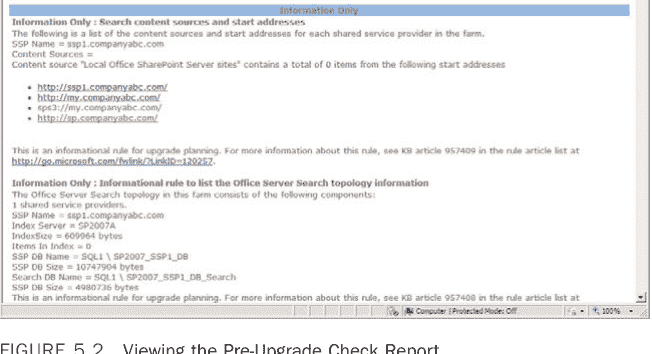 Information Only
Information Only : Search content sources and start addresses
The following is a list of the content sources and start addresses for each shared service provider in the farm.
SSP Name = ssp1.companyabc.com
Content Sources =
Content source "Local Office SharePoint Server sites" contains a total of 0 items from the following start addresses
http://ssp1.companyabc.com/
http://my.companyabc.com/
sps3://my.companyabc.com/
http://sp.companyabc.com/
This is an informational rule for upgrade planning. For more information about this rule, see KB article 957409 in the rule article list at
http://go.microsoft.com/fwlink/?LinkID=120257.
Information Only : Informational rule to list the Office Server Search topology information
The Office Server Search topology in this farm consists of the following components:
1 shared service providers.
SSP Name = ssp1.companyabc.com
Index Server = SP2007A
IndexSize = 609964 bytes
Items In Index = 0
SSP DB Name = SQL1 \ SP2007_SSP1_DB
SSP DB Size = 10747904 bytes
Search DB Name = SQL1 \ SP2007_SSP1_DB_Search
SSP DB Size = 4980736 bytes
This is an informational rule for upgrade planning. For more information about this rule, see KB article 957408 in the rule article list at
Computer | Protected Mode: Off
100%
FIGURE 5.2 Viewing the Pre-Upgrade Check Report